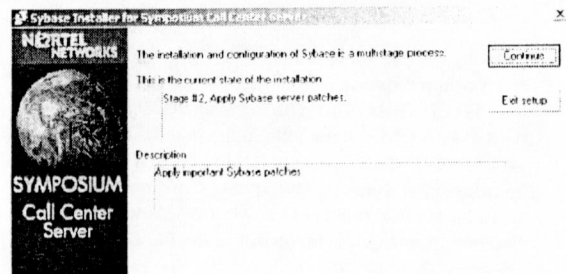 Sybase Installer for Symposium Call Center Server
NORTEL
NETWORKS
The installation and configuration of Sybase is a multistage process.
Continue
This is the current state of the installation
Stage #2, Apply Sybase server patches.
Exit setup
Description
Apply important Sybase patches
SYMPOSIUM
Call Center
Server